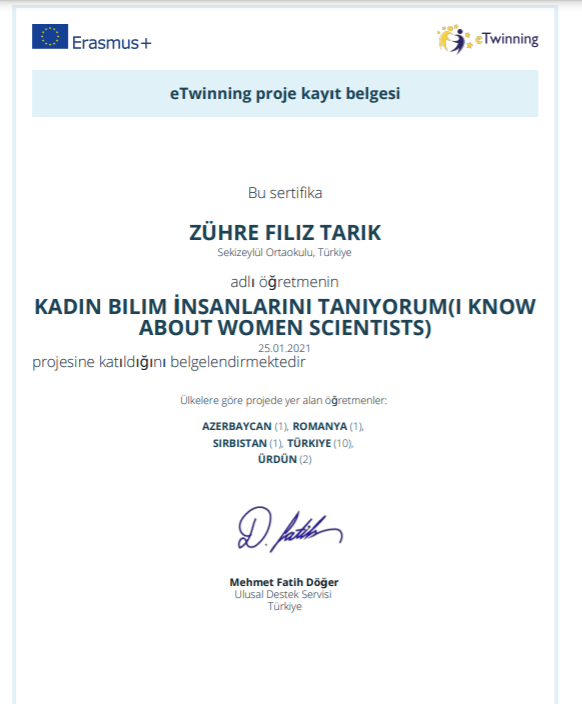 Erasmus+
eTwinning
eTwinning proje kayıt belgesi
Bu sertifika
ZÜHRE FILIZ TARIK
Sekizeylül Ortaokulu, Türkiye
adlı öğretmenin
KADIN BILIM İNSANLARINI TANIYORUM(I KNOW
ABOUT WOMEN SCIENTISTS)
25.01.2021
projesine katıldığını belgelendirmektedir
Ülkelere göre projede yer alan öğretmenler:
AZERBAYCAN (1), ROMANYA (1),
SIRBISTAN (1), TÜRKIYE (10),
ÜRDÜN (2)
D. fatih
Mehmet Fatih Döğer
Ulusal Destek Servisi
Türkiye